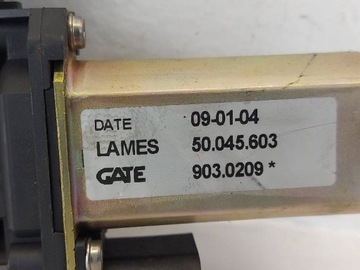 DATE 09-01-04
LAMES 50.045.603
GATE 903.0209 *